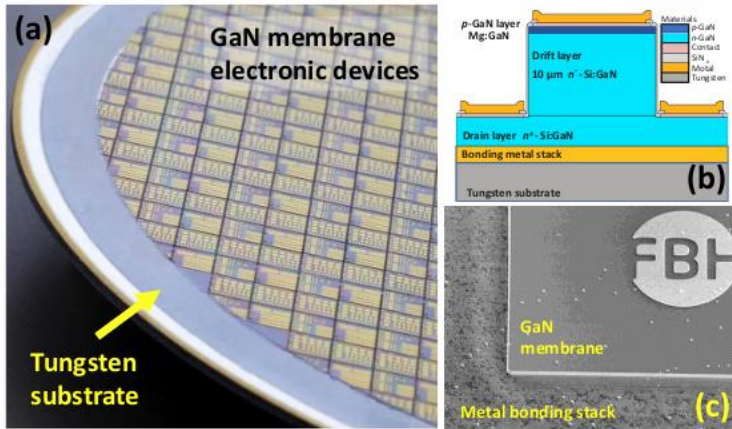 (a)
GaN membrane
electronic devices
Tungsten
substrate
p-GaN layer
Mg:GaN
Drift layer
10 µm n⁻-Si:GaN
Drain layer n⁺-Si:GaN
Bonding metal stack
Tungsten substrate
Materials
p-GaN
n-GaN
Contact
SiNx
Metal
Tungsten
(b)
FBH
GaN
membrane
Metal bonding stack
(c)